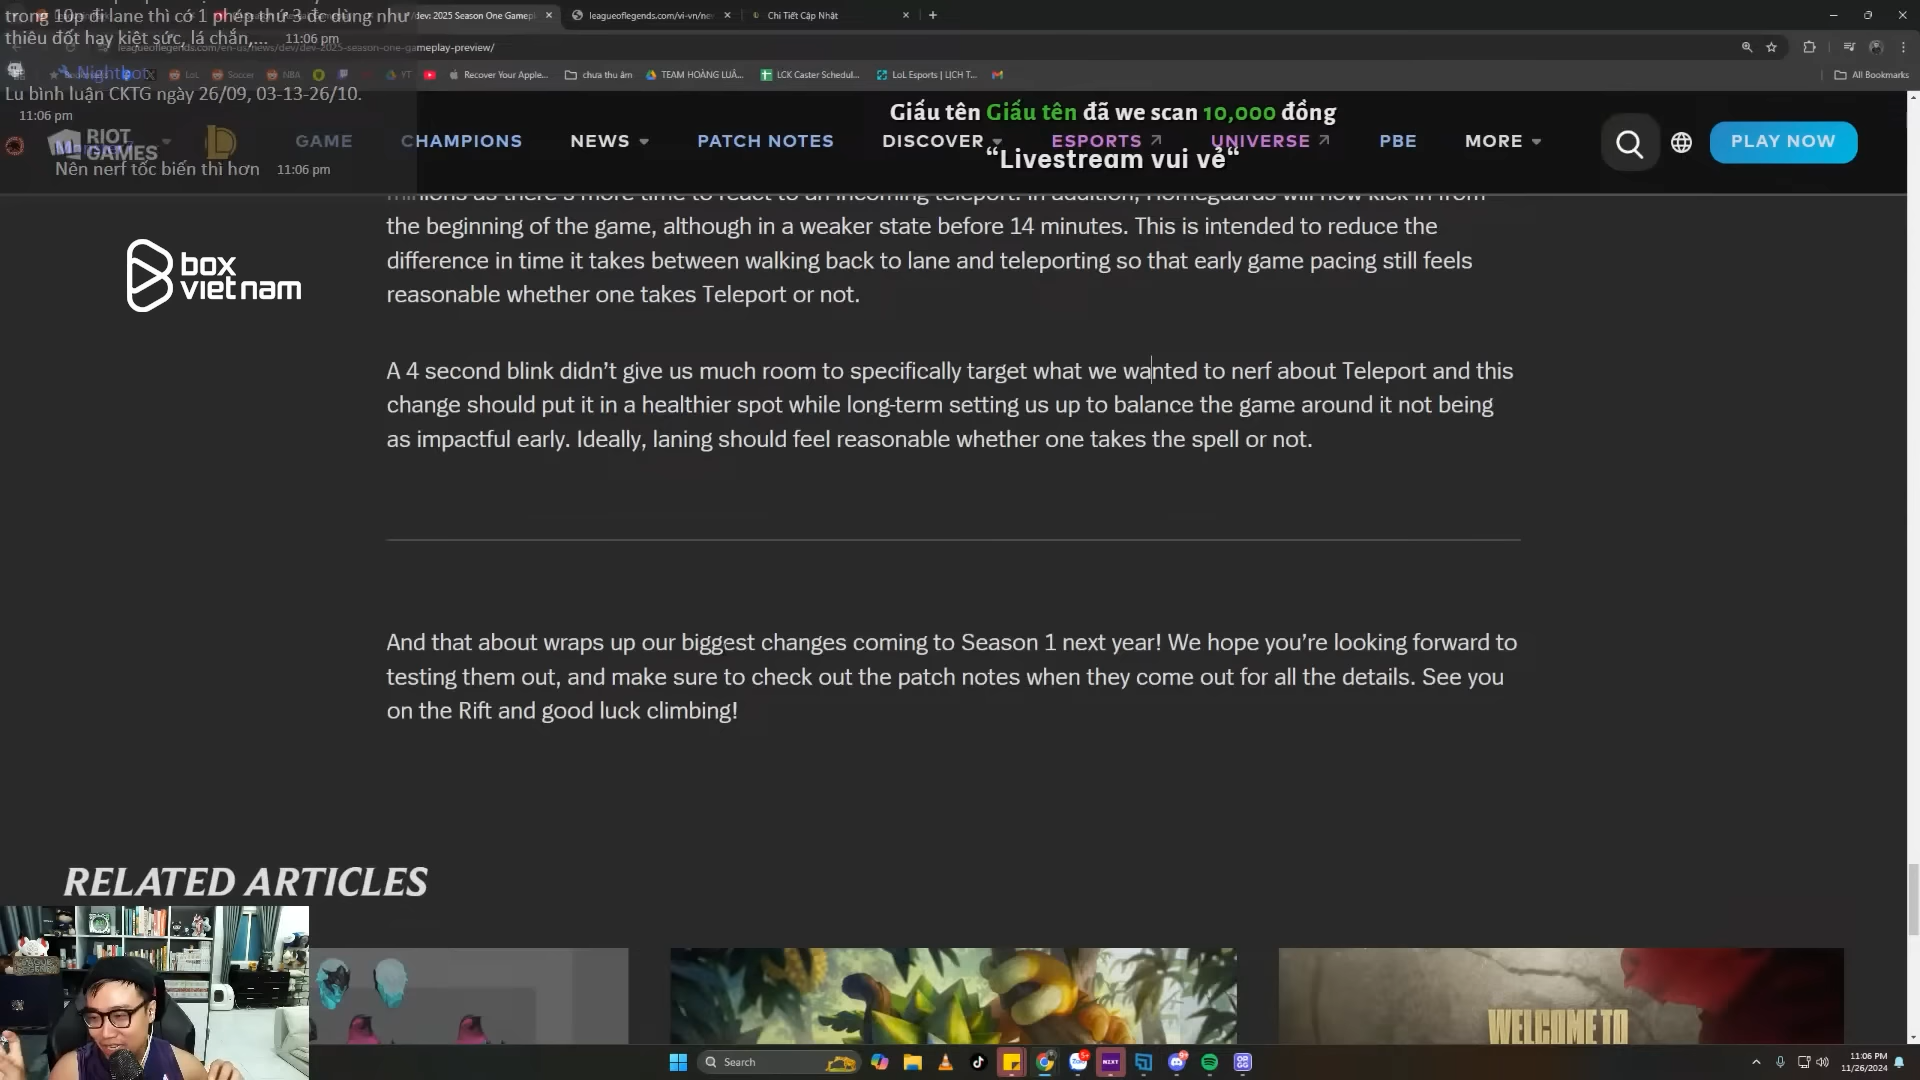 trong 10p đi lane thì có 1 phép thứ 3 đc dùng như
thiêu đốt hay kiệt sức, lá chắn,... 11:06 pm
Nightbot
Lu bình luận CKTG ngày 26/09, 03-13-26/10.
11:06 pm
Nên nerf tốc biến thì hơn 11:06 pm
/dev: 2025 Season One Gamepl
leagueoflegends.com/vi-vn/ne
Chi Tiết Cập Nhật
leagueoflegends.com/en-us/news/dev/dev-2025-season-one-gameplay-preview/
LoL
Soccer
NBA
YT
Recover Your Apple...
chưa thu âm
TEAM HOÀNG LUÂ...
LCK Caster Schedul...
LoL Esports | LỊCH T...
All Bookmarks
Giấu tên Giấu tên đã we scan 10,000 đồng
“Livestream vui vẻ“
RIOT
GAMES
GAME
CHAMPIONS
NEWS
PATCH NOTES
DISCOVER
ESPORTS
UNIVERSE
PBE
MORE
PLAY NOW
box
vietnam
minions as there's more time to react to an incoming teleport. In addition, Homeguards will now kick in from
the beginning of the game, although in a weaker state before 14 minutes. This is intended to reduce the
difference in time it takes between walking back to lane and teleporting so that early game pacing still feels
reasonable whether one takes Teleport or not.
A 4 second blink didn’t give us much room to specifically target what we wanted to nerf about Teleport and this
change should put it in a healthier spot while long-term setting us up to balance the game around it not being
as impactful early. Ideally, laning should feel reasonable whether one takes the spell or not.
And that about wraps up our biggest changes coming to Season 1 next year! We hope you’re looking forward to
testing them out, and make sure to check out the patch notes when they come out for all the details. See you
on the Rift and good luck climbing!
RELATED ARTICLES
WELCOME TO
Search
11:06 PM
11/26/2024